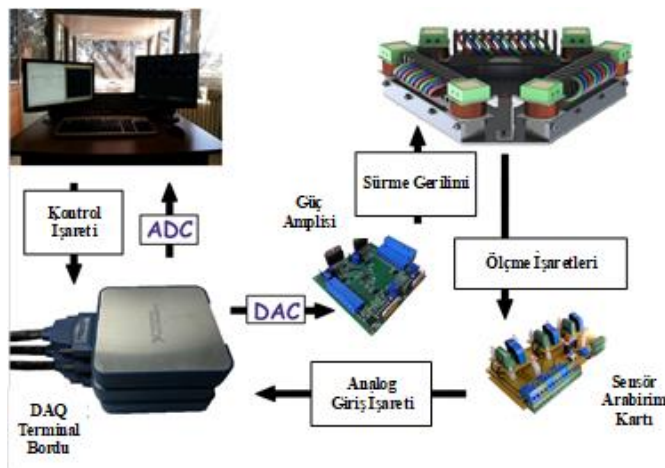 Kontrol
İşareti
ADC
Güç
Amplisi
Sürme Gerilimi
Ölçme İşaretleri
DAC
Analog
Giriş İşareti
DAQ
Terminal
Bordu
Sensör
Arabirim
Kartı